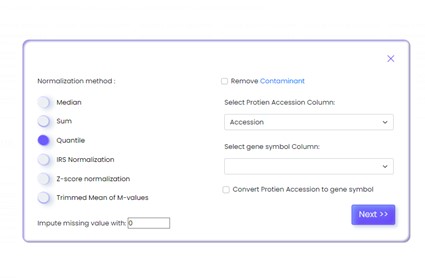 Normalization method :
Median
Sum
Quantile
IRS Normalization
Z-score normalization
Trimmed Mean of M-values
Impute missing value with: 0
Remove Contaminant
Select Protien Accession Column:
Accession
Select gene symbol Column:
Convert Protien Accession to gene symbol
Next >>